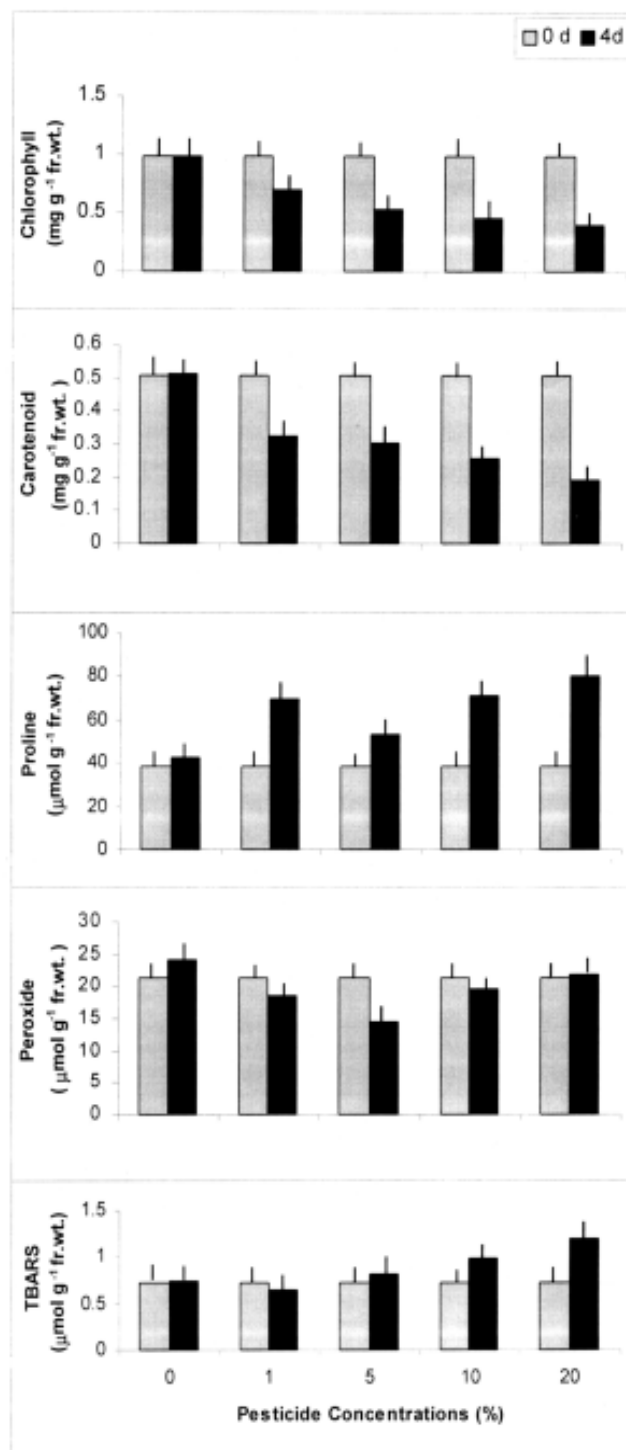 0 d 4d
Chlorophyll
(mg g⁻¹ fr.wt.)
1.5
1
0.5
0
Carotenoid
(mg g⁻¹ fr.wt.)
0.6
0.5
0.4
0.3
0.2
0.1
0
Proline
(µmol g⁻¹ fr.wt.)
100
80
60
40
20
0
Peroxide
( µmol g⁻¹ fr.wt.)
30
25
20
15
10
5
0
TBARS
(µmol g⁻¹ fr.wt.)
1.5
1
0.5
0
0 1 5 10 20
Pesticide Concentrations (%)